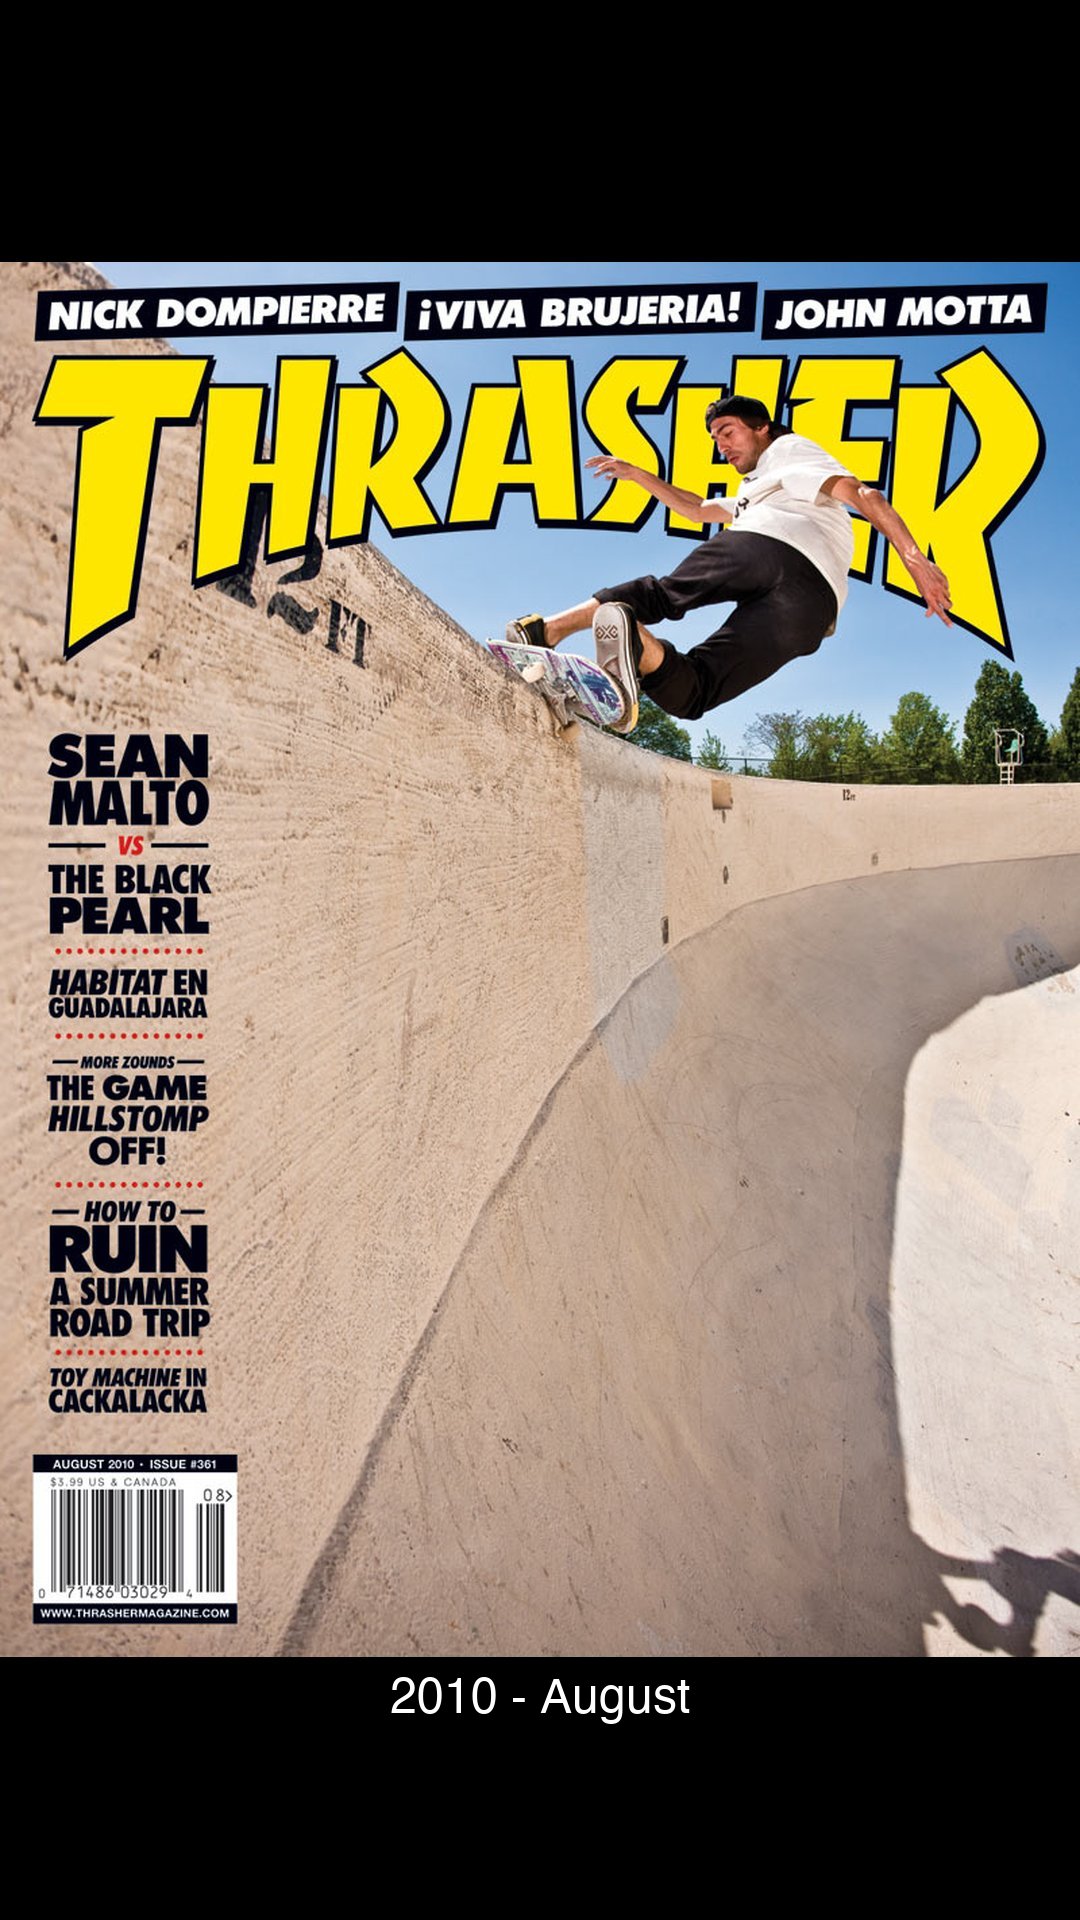 NICK DOMPIERRE ¡VIVA BRUJERIA! JOHN MOTTA
THRASHER
12 FT
12FT
SEAN
MALTO
VS
THE BLACK
PEARL
HABITAT EN
GUADALAJARA
MORE ZOUNDS
THE GAME
HILLSTOMP
OFF!
HOW TO
RUIN
A SUMMER
ROAD TRIP
TOY MACHINE IN
CACKALACKA
AUGUST 2010 • ISSUE #361
$3.99 US & CANADA
08>
0 71486 03029 4
WWW.THRASHERMAGAZINE.COM
2010 - August